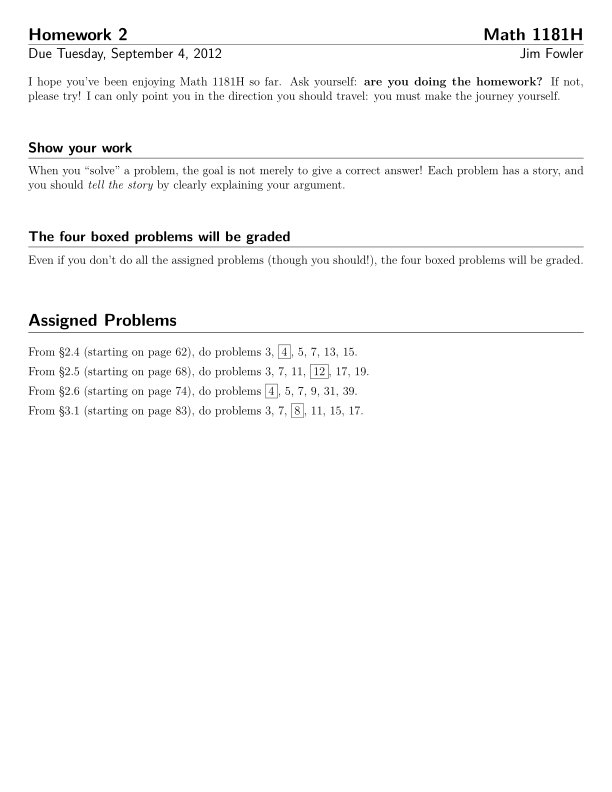 Homework 2 Math 1181H
Due Tuesday, September 4, 2012 Jim Fowler
I hope you've been enjoying Math 1181H so far. Ask yourself: are you doing the homework? If not,
please try! I can only point you in the direction you should travel: you must make the journey yourself.
Show your work
When you “solve” a problem, the goal is not merely to give a correct answer! Each problem has a story, and
you should tell the story by clearly explaining your argument.
The four boxed problems will be graded
Even if you don't do all the assigned problems (though you should!), the four boxed problems will be graded.
Assigned Problems
From §2.4 (starting on page 62), do problems 3, 4, 5, 7, 13, 15.
From §2.5 (starting on page 68), do problems 3, 7, 11, 12, 17, 19.
From §2.6 (starting on page 74), do problems 4, 5, 7, 9, 31, 39.
From §3.1 (starting on page 83), do problems 3, 7, 8, 11, 15, 17.